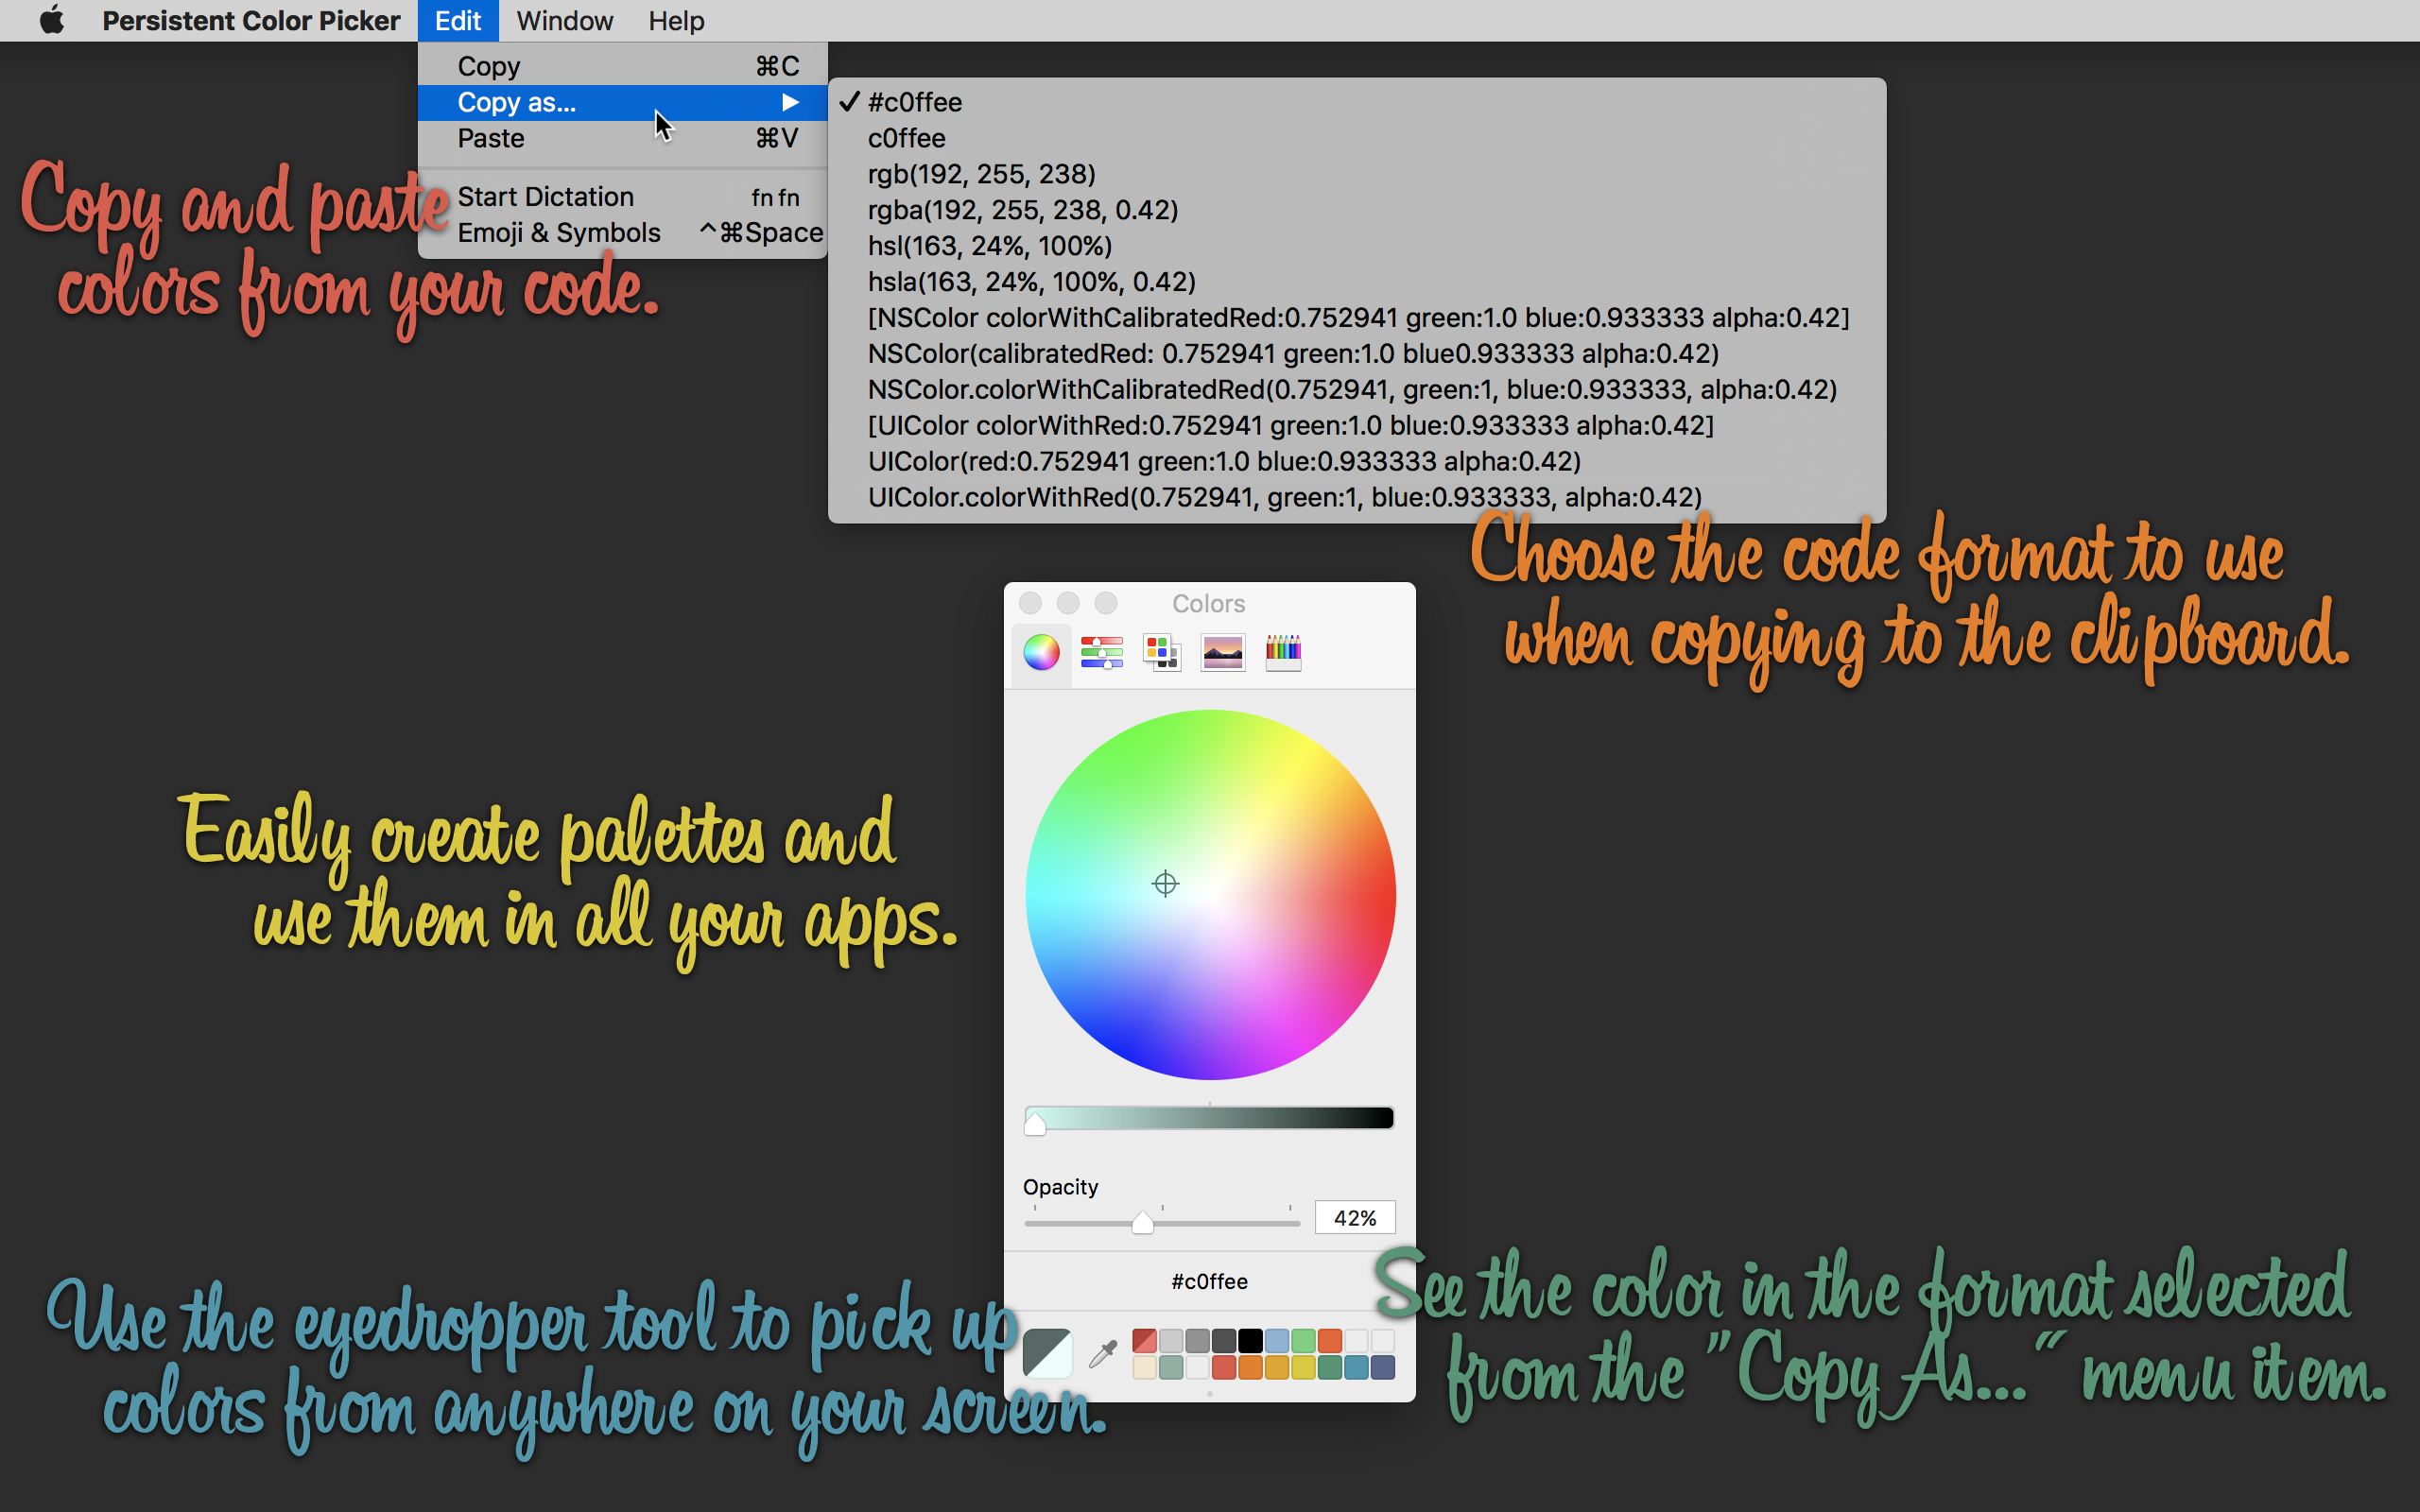 Persistent Color Picker Edit Window Help
Copy ⌘C
Copy as... ▶
Paste ⌘V
Start Dictation fn fn
Emoji & Symbols ^⌘Space
✓ #c0ffee
c0ffee
rgb(192, 255, 238)
rgba(192, 255, 238, 0.42)
hsl(163, 24%, 100%)
hsla(163, 24%, 100%, 0.42)
[NSColor colorWithCalibratedRed:0.752941 green:1.0 blue:0.933333 alpha:0.42]
NSColor(calibratedRed: 0.752941 green:1.0 blue0.933333 alpha:0.42)
NSColor.colorWithCalibratedRed(0.752941, green:1, blue:0.933333, alpha:0.42)
[UIColor colorWithRed:0.752941 green:1.0 blue:0.933333 alpha:0.42]
UIColor(red:0.752941 green:1.0 blue:0.933333 alpha:0.42)
UIColor.colorWithRed(0.752941, green:1, blue:0.933333, alpha:0.42)
Copy and paste
colors from your code.
Choose the code format to use
when copying to the clipboard.
Colors
Easily create palettes and
use them in all your apps.
Opacity
42%
#c0ffee
Use the eyedropper tool to pick up
colors from anywhere on your screen.
See the color in the format selected
from the ”Copy As...“ menu item.